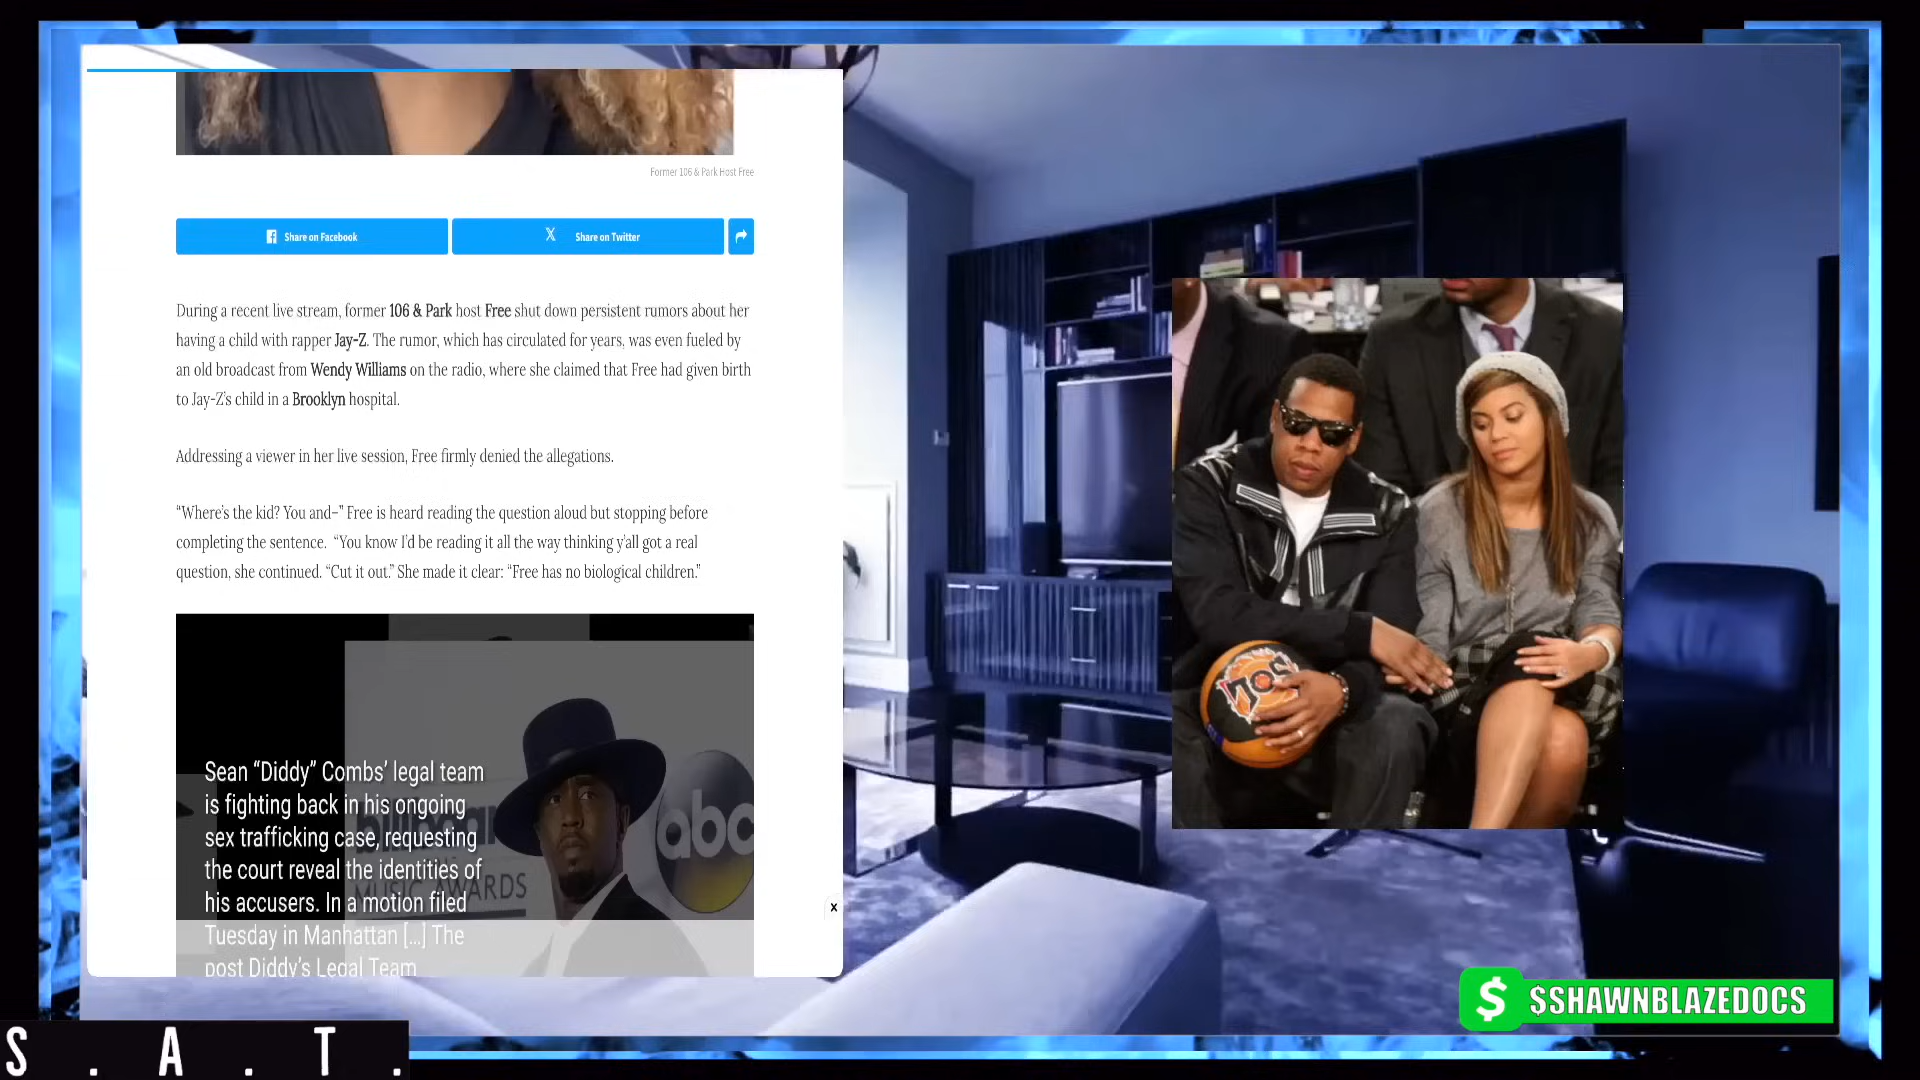 Former 106 & Park Host Free
Share on Facebook
X Share on Twitter
During a recent live stream, former 106 & Park host Free shut down persistent rumors about her
having a child with rapper Jay-Z. The rumor, which has circulated for years, was even fueled by
an old broadcast from Wendy Williams on the radio, where she claimed that Free had given birth
to Jay-Z's child in a Brooklyn hospital.
Addressing a viewer in her live session, Free firmly denied the allegations.
“Where's the kid? You and–” Free is heard reading the question aloud but stopping before
completing the sentence. “You know I'd be reading it all the way thinking y'all got a real
question, she continued. “Cut it out.” She made it clear: “Free has no biological children.”
Sean “Diddy” Combs’ legal team
is fighting back in his ongoing
sex trafficking case, requesting
the court reveal the identities of
his accusers. In a motion filed
Tuesday in Manhattan [...] The
post Diddy's Legal Team
abc
MUSIC AWARDS
x
$ $SHAWNBLAZEDOCS
S . A . T .